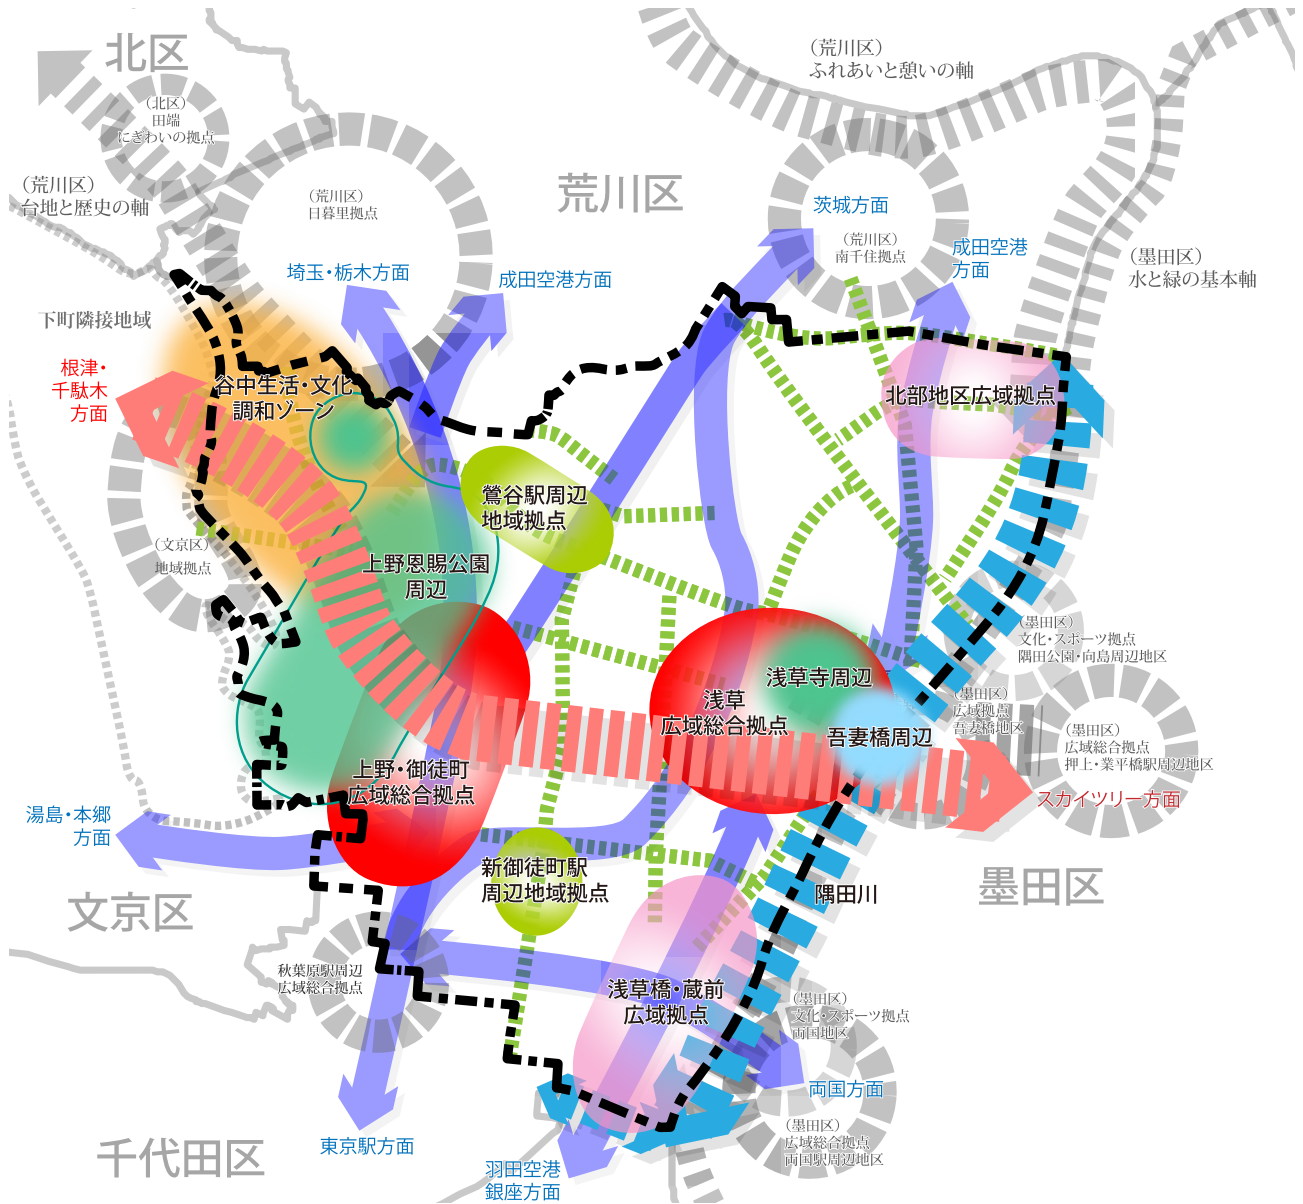 北区
（北区）
田端
にぎわいの拠点
（荒川区）
ふれあいと憩いの軸
（荒川区）
台地と歴史の軸
（荒川区）
日暮里拠点
荒川区
茨城方面
（荒川区）
南千住拠点
成田空港
方面
（墨田区）
水と緑の基本軸
埼玉・栃木方面
成田空港方面
下町隣接地域
根津・
千駄木
方面
谷中生活・文化
調和ゾーン
北部地区広域拠点
鶯谷駅周辺
地域拠点
（文京区）
地域拠点
上野恩賜公園
周辺
（墨田区）
文化・スポーツ拠点
隅田公園・向島周辺地区
浅草寺周辺
浅草
広域総合拠点
吾妻橋周辺
（墨田区）
広域拠点
吾妻橋地区
（墨田区）
広域総合拠点
押上・業平橋駅周辺地区
上野・御徒町
広域総合拠点
スカイツリー方面
湯島・本郷
方面
新御徒町駅
周辺地域拠点
隅田川
墨田区
文京区
秋葉原駅周辺
広域総合拠点
浅草橋・蔵前
広域拠点
（墨田区）
文化・スポーツ拠点
両国地区
両国方面
東京駅方面
（墨田区）
広域総合拠点
両国駅周辺地区
千代田区
羽田空港
銀座方面